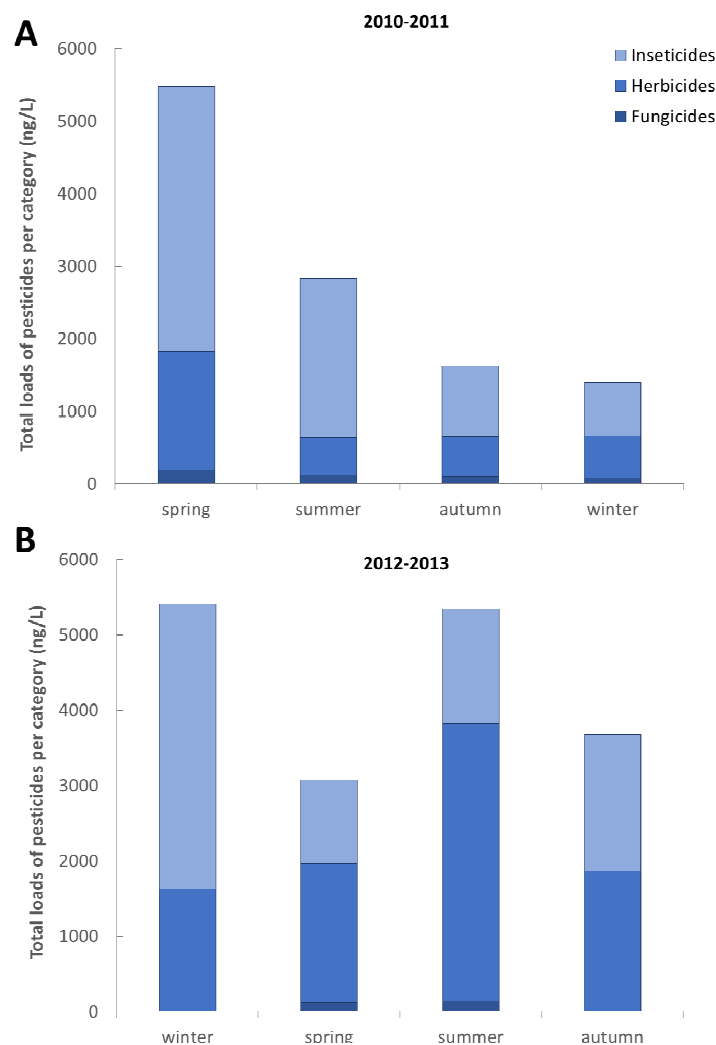 A
2010-2011
6000
5000
4000
3000
2000
1000
0
Total loads of pesticides per category (ng/L)
Inseticides
Herbicides
Fungicides
spring summer autumn winter
B
2012-2013
6000
5000
4000
3000
2000
1000
0
Total loads of pesticides per category (ng/L)
winter spring summer autumn